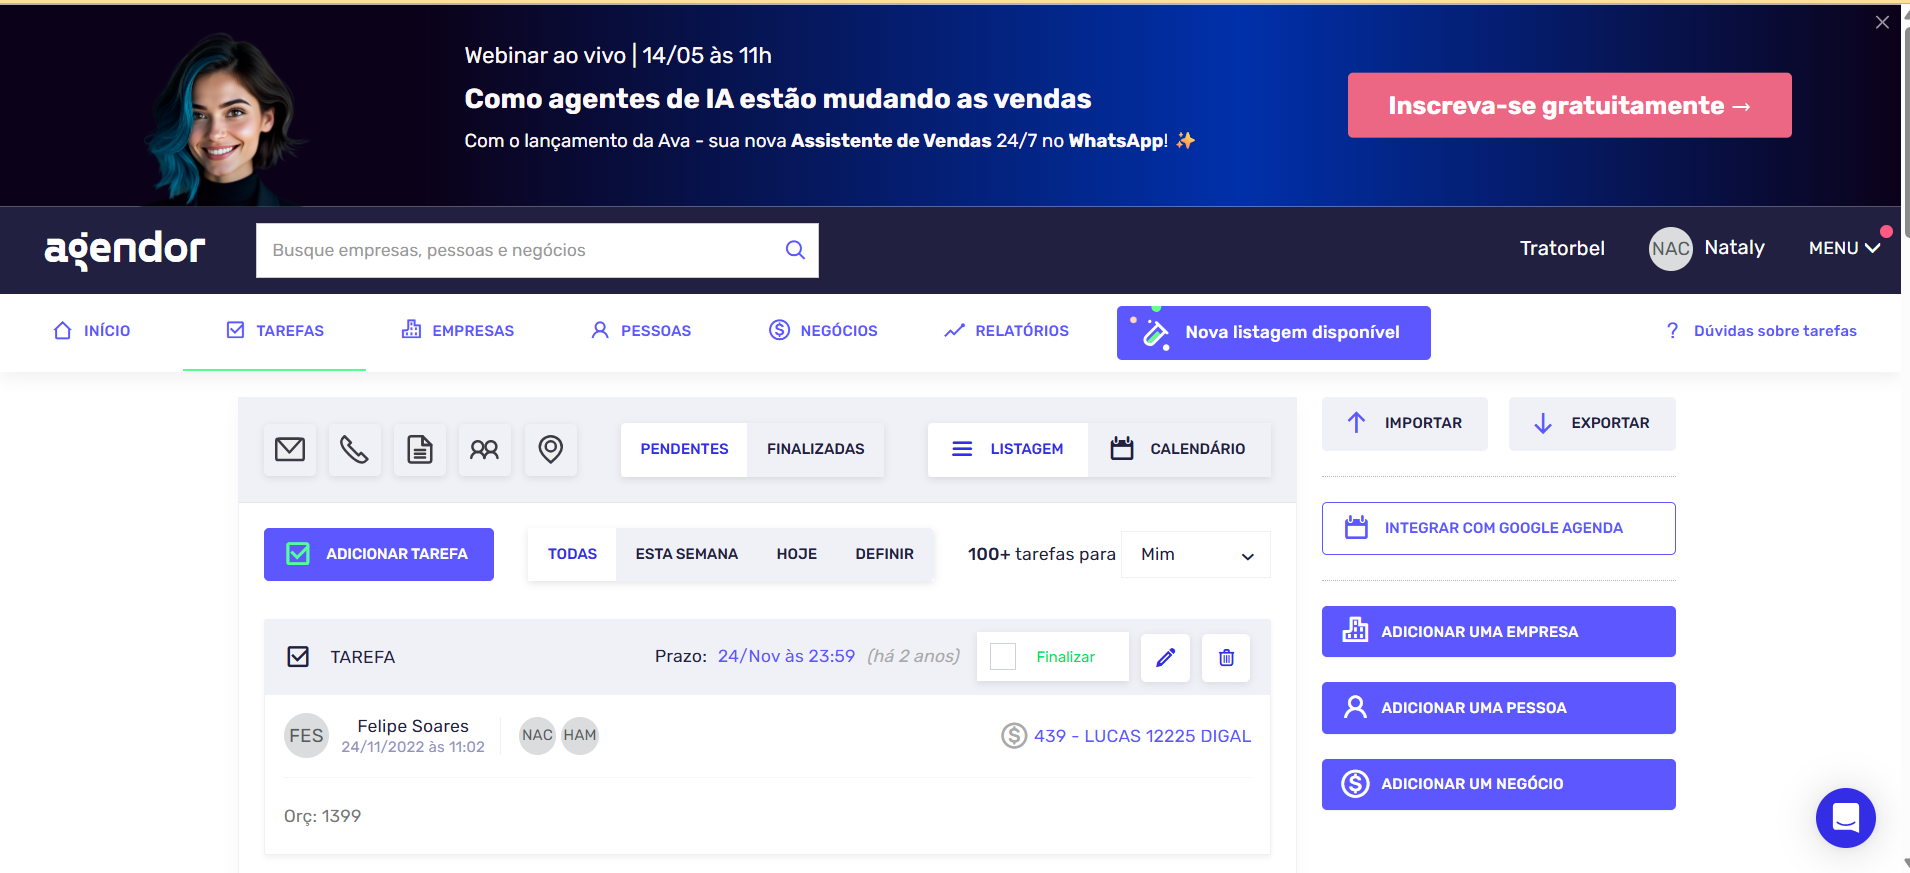 Webinar ao vivo | 14/05 às 11h
Como agentes de IA estão mudando as vendas
Com o lançamento da Ava - sua nova Assistente de Vendas 24/7 no WhatsApp! ✨
Inscreva-se gratuitamente →
agendor
Busque empresas, pessoas e negócios
Tratorbel
NAC
Nataly
MENU
INÍCIO
TAREFAS
EMPRESAS
PESSOAS
NEGÓCIOS
RELATÓRIOS
Nova listagem disponível
? Dúvidas sobre tarefas
PENDENTES
FINALIZADAS
LISTAGEM
CALENDÁRIO
IMPORTAR
EXPORTAR
ADICIONAR TAREFA
TODAS
ESTA SEMANA
HOJE
DEFINIR
100+ tarefas para
Mim
INTEGRAR COM GOOGLE AGENDA
TAREFA
Prazo: 24/Nov às 23:59 (há 2 anos)
Finalizar
FES
Felipe Soares
24/11/2022 às 11:02
NAC
HAM
439 - LUCAS 12225 DIGAL
Orç: 1399
ADICIONAR UMA EMPRESA
ADICIONAR UMA PESSOA
ADICIONAR UM NEGÓCIO